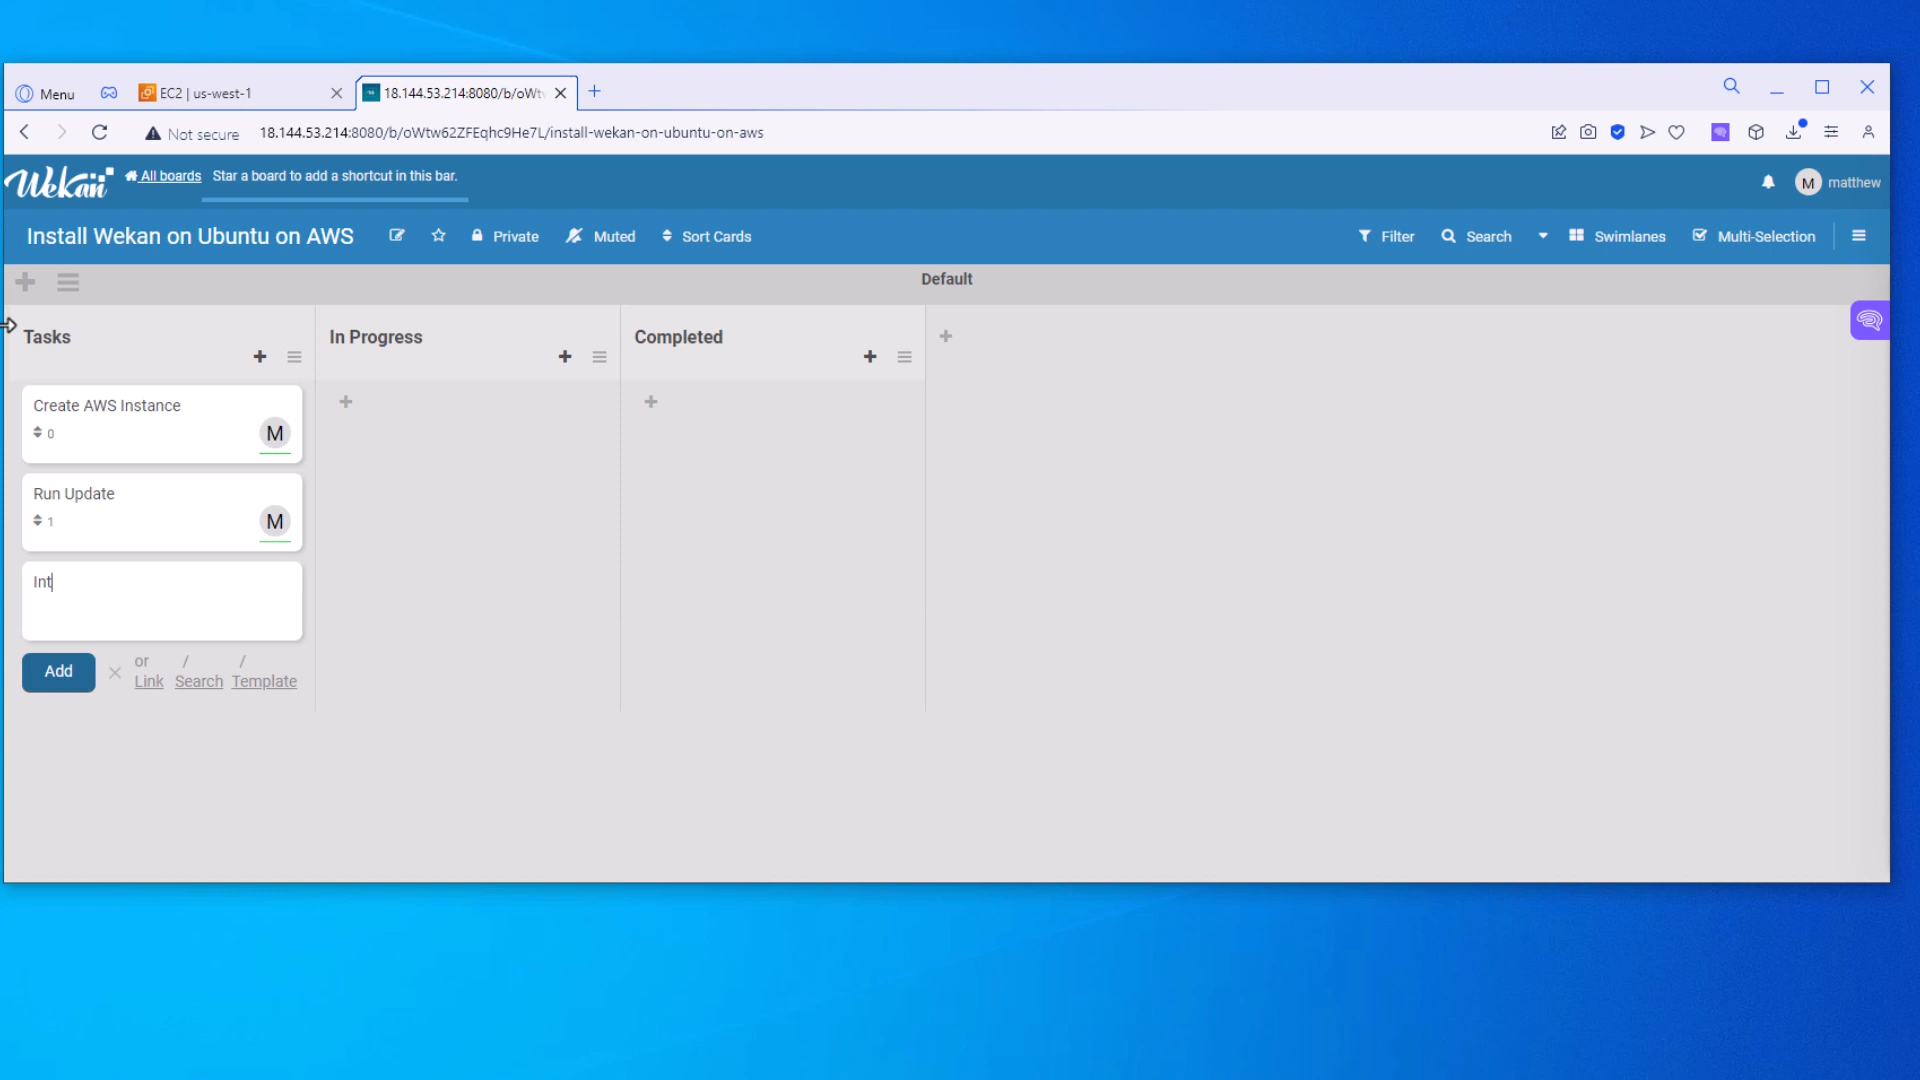 Menu EC2 | us-west-1 18.144.53.214:8080/b/oWtw
Not secure 18.144.53.214:8080/b/oWtw62ZFEqhc9He7L/install-wekan-on-ubuntu-on-aws
Wekan All boards Star a board to add a shortcut in this bar. M matthew
Install Wekan on Ubuntu on AWS Private Muted Sort Cards Filter Search Swimlanes Multi-Selection
Default
Tasks In Progress Completed
Create AWS Instance
0 M
Run Update
1 M
Int
Add or / /
Link Search Template